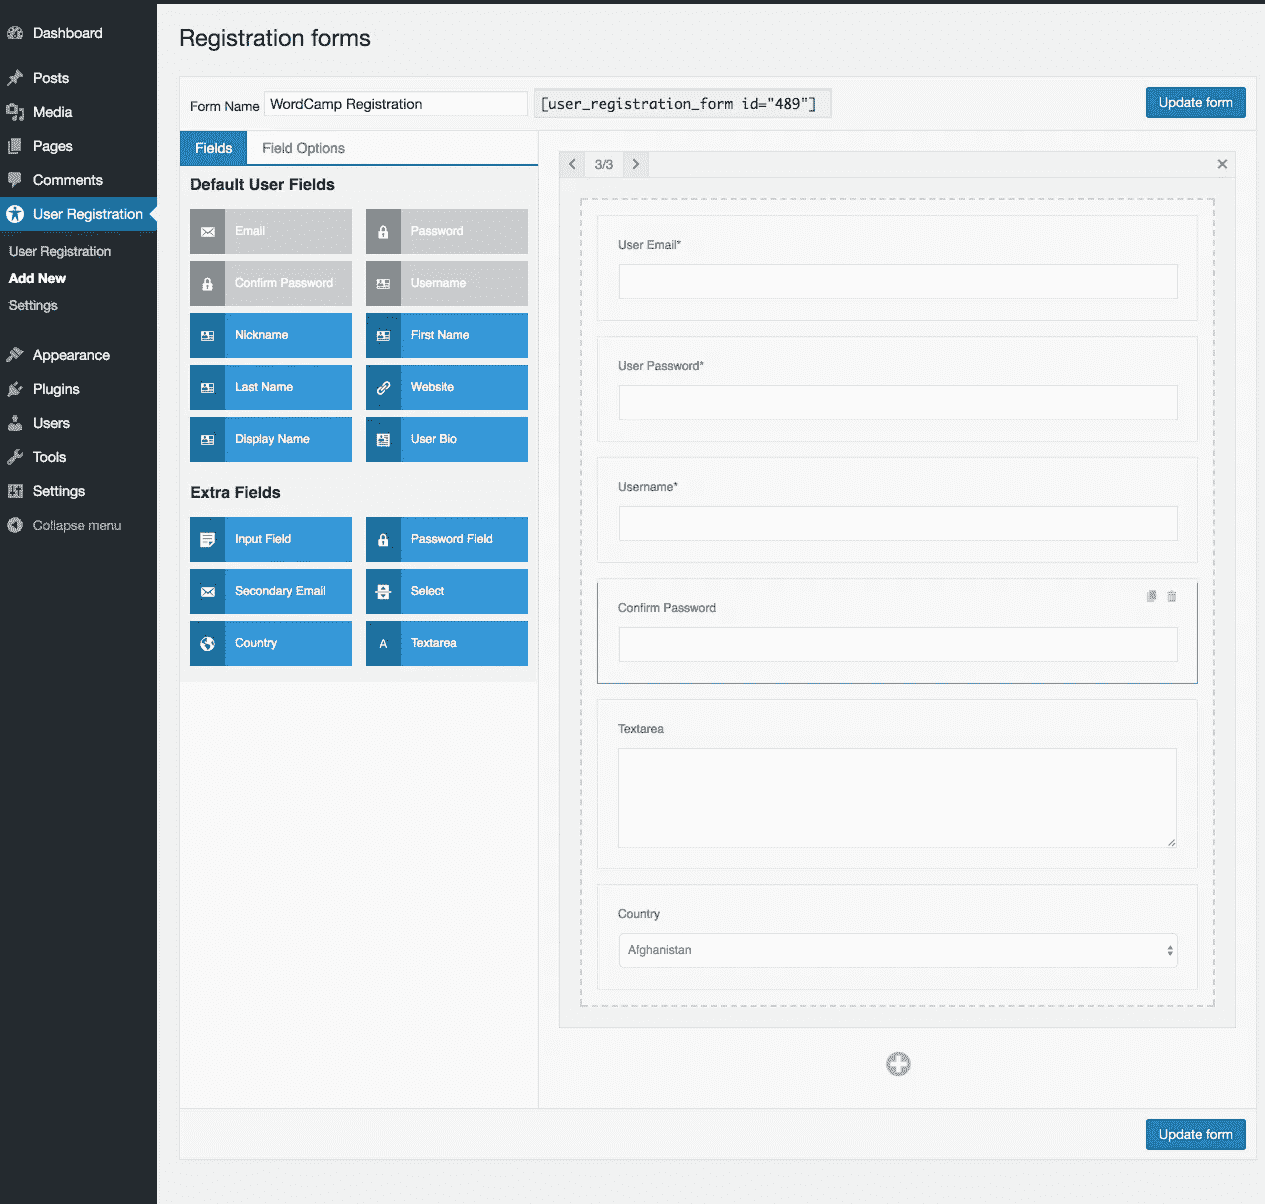 Dashboard
Posts
Media
Pages
Comments
User Registration
User Registration
Add New
Settings
Appearance
Plugins
Users
Tools
Settings
Collapse menu
Registration forms
Form Name WordCamp Registration [user_registration_form id="489"] Update form
Fields Field Options
Default User Fields
Email Password
Confirm Password Username
Nickname First Name
Last Name Website
Display Name User Bio
Extra Fields
Input Field Password Field
Secondary Email Select
Country A Textarea
3/3
User Email*
User Password*
Username*
Confirm Password
Textarea
Country
Afghanistan
Update form